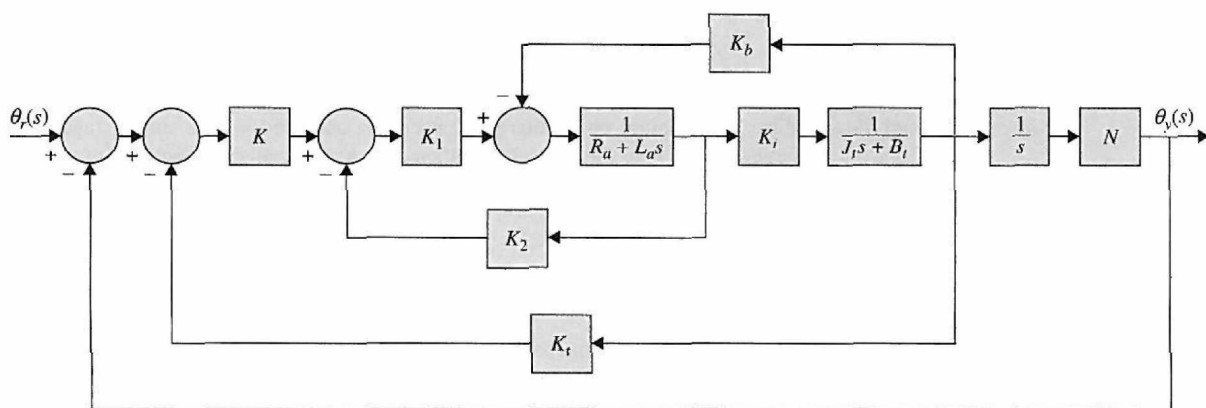 K_b
θ_r(s)
+
−
+
−
K
+
−
K_1
+
−
1
R_a + L_a s
K_i
1
J_t s + B_t
1
s
N
θ_y(s)
K_2
K_t